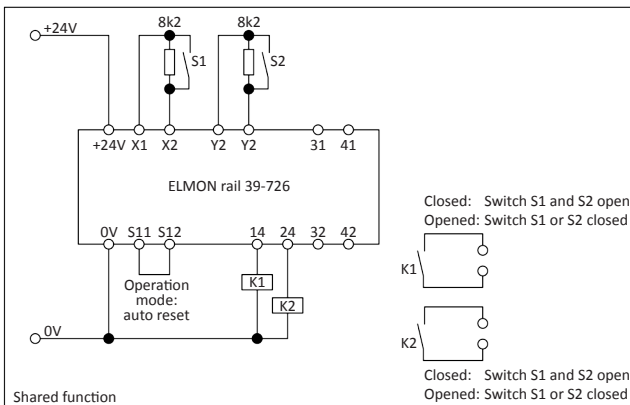 +24V
8k2
8k2
S1
S2
+24V X1 X2 Y2 Y2 31 41
ELMON rail 39-726
0V S11 S12 14 24 32 42
Operation
mode:
auto reset
K1
K2
0V
Shared function
Closed: Switch S1 and S2 open
Opened: Switch S1 or S2 closed
K1
K2
Closed: Switch S1 and S2 open
Opened: Switch S1 or S2 closed